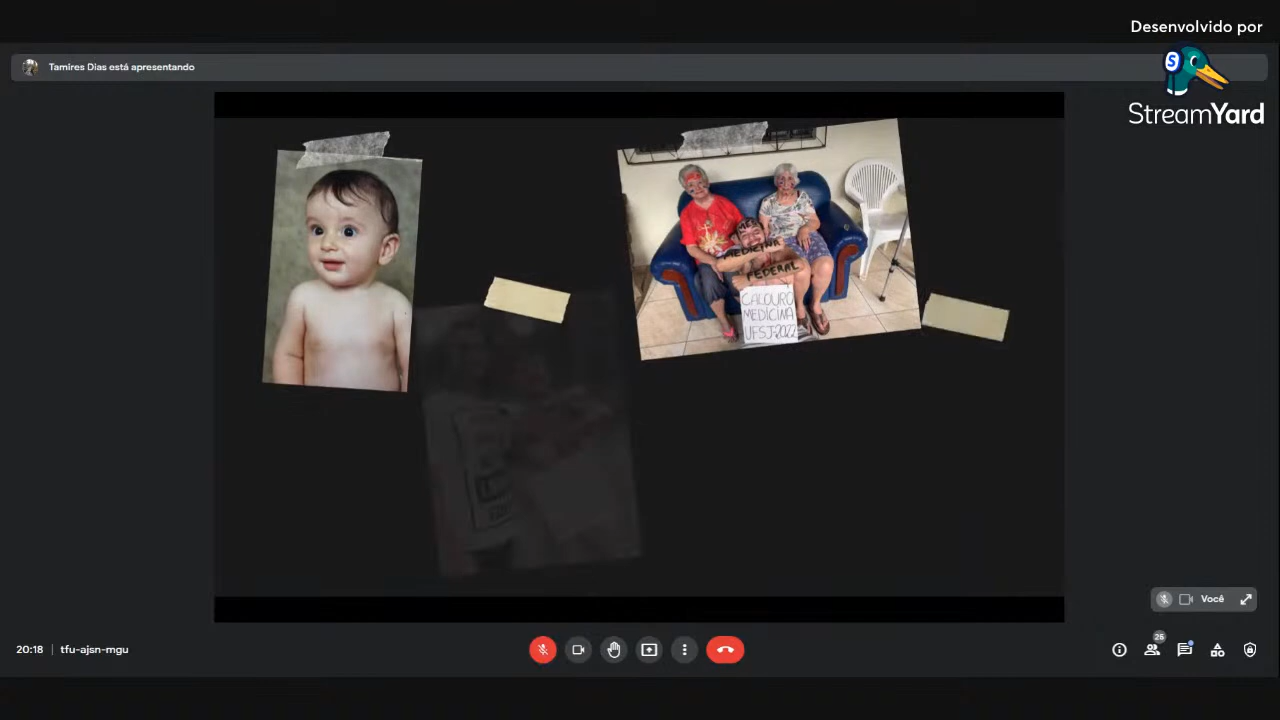 Desenvolvido por
StreamYard
Tamires Dias está apresentando
MED
MEDICINA
FEDERAL
CALOURO
MEDICINA
UFSJ-2022
Você
20:18
tfu-ajsn-mgu
26